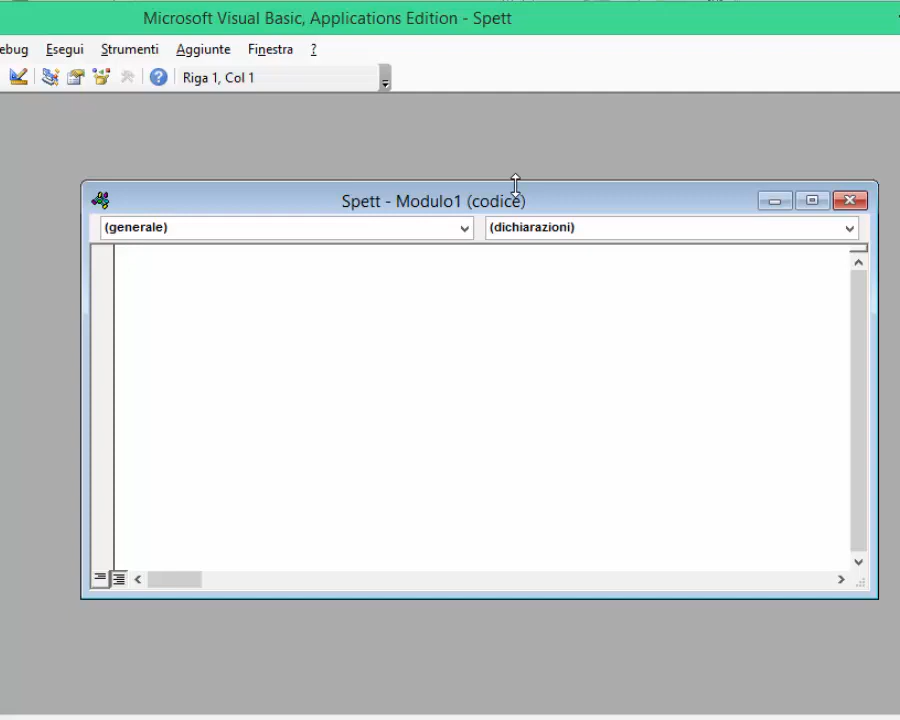 Microsoft Visual Basic, Applications Edition - Spett
ebug Esegui Strumenti Aggiunte Finestra ?
Riga 1, Col 1
Spett - Modulo1 (codice)
(generale) (dichiarazioni)